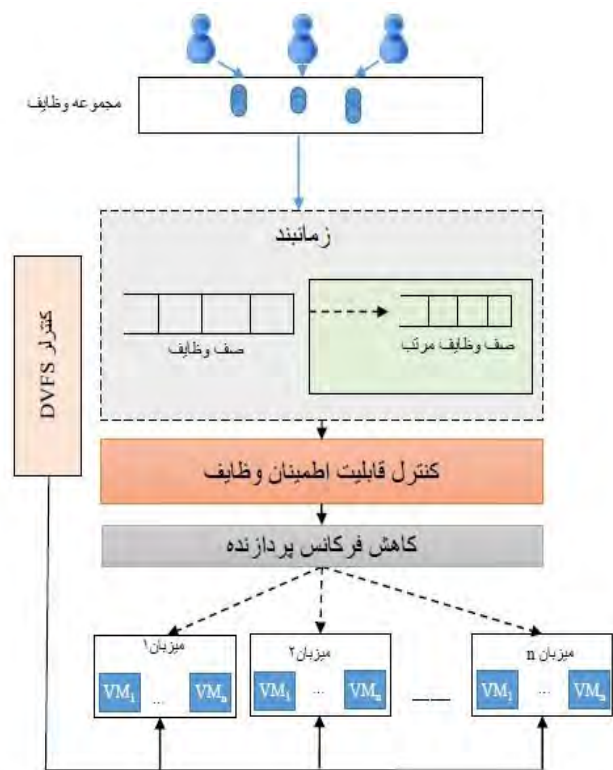 مجموعه وظایف
زمانبند
صف وظایف
صف وظایف مرتب
کنترلر DVFS
کنترل قابلیت اطمینان وظایف
کاهش فرکانس پردازنده
میزبان۱
VM1 ... VMn
میزبان۲
VM1 ... VMn
میزبان n
VM1 ... VMn